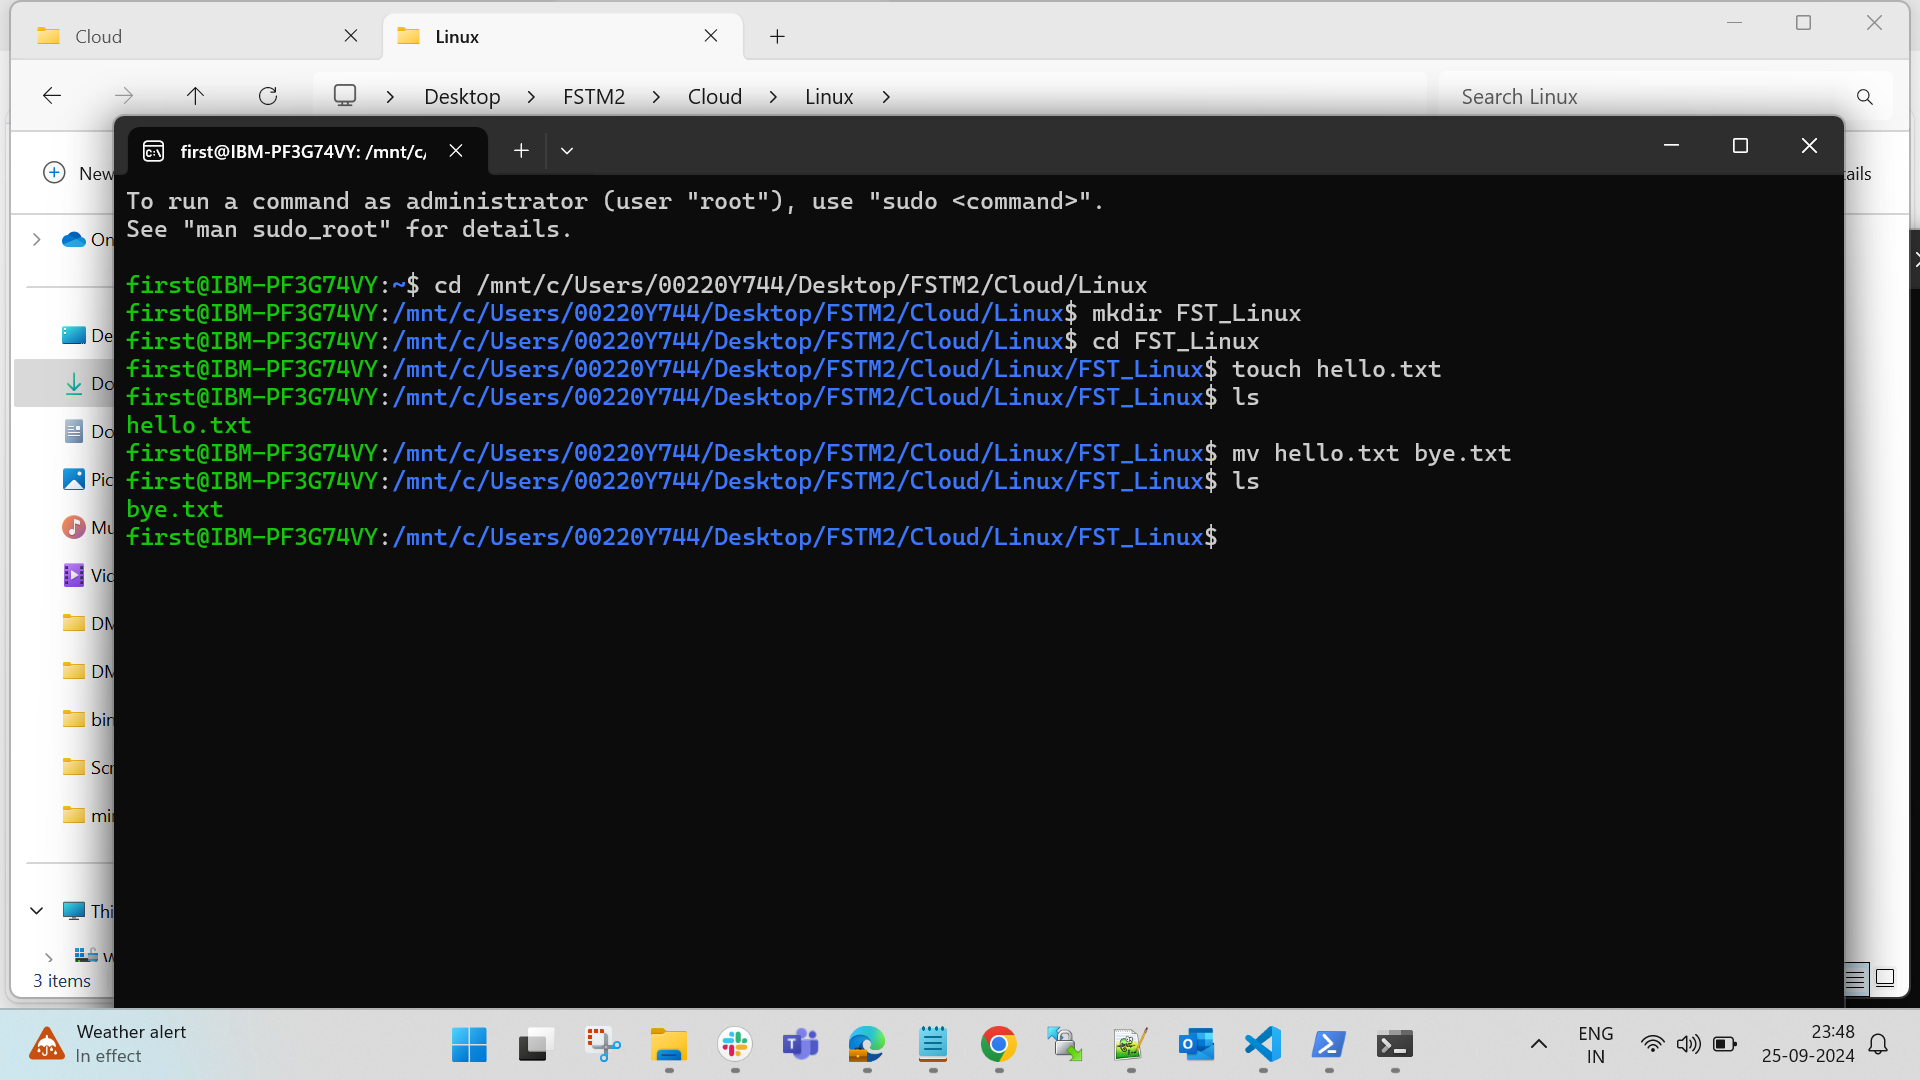 Cloud
Linux
Desktop > FSTM2 > Cloud > Linux >
Search Linux
first@IBM-PF3G74VY: /mnt/c/
New
To run a command as administrator (user "root"), use "sudo <command>".
See "man sudo_root" for details.
first@IBM-PF3G74VY:~$ cd /mnt/c/Users/00220Y744/Desktop/FSTM2/Cloud/Linux
first@IBM-PF3G74VY:/mnt/c/Users/00220Y744/Desktop/FSTM2/Cloud/Linux$ mkdir FST_Linux
first@IBM-PF3G74VY:/mnt/c/Users/00220Y744/Desktop/FSTM2/Cloud/Linux$ cd FST_Linux
first@IBM-PF3G74VY:/mnt/c/Users/00220Y744/Desktop/FSTM2/Cloud/Linux/FST_Linux$ touch hello.txt
first@IBM-PF3G74VY:/mnt/c/Users/00220Y744/Desktop/FSTM2/Cloud/Linux/FST_Linux$ ls
hello.txt
first@IBM-PF3G74VY:/mnt/c/Users/00220Y744/Desktop/FSTM2/Cloud/Linux/FST_Linux$ mv hello.txt bye.txt
first@IBM-PF3G74VY:/mnt/c/Users/00220Y744/Desktop/FSTM2/Cloud/Linux/FST_Linux$ ls
bye.txt
first@IBM-PF3G74VY:/mnt/c/Users/00220Y744/Desktop/FSTM2/Cloud/Linux/FST_Linux$
On
De
Do
Do
Pic
Mu
Vid
DM
DM
bin
Scr
Thi
3 items
Weather alert
In effect
ENG
IN
23:48
25-09-2024